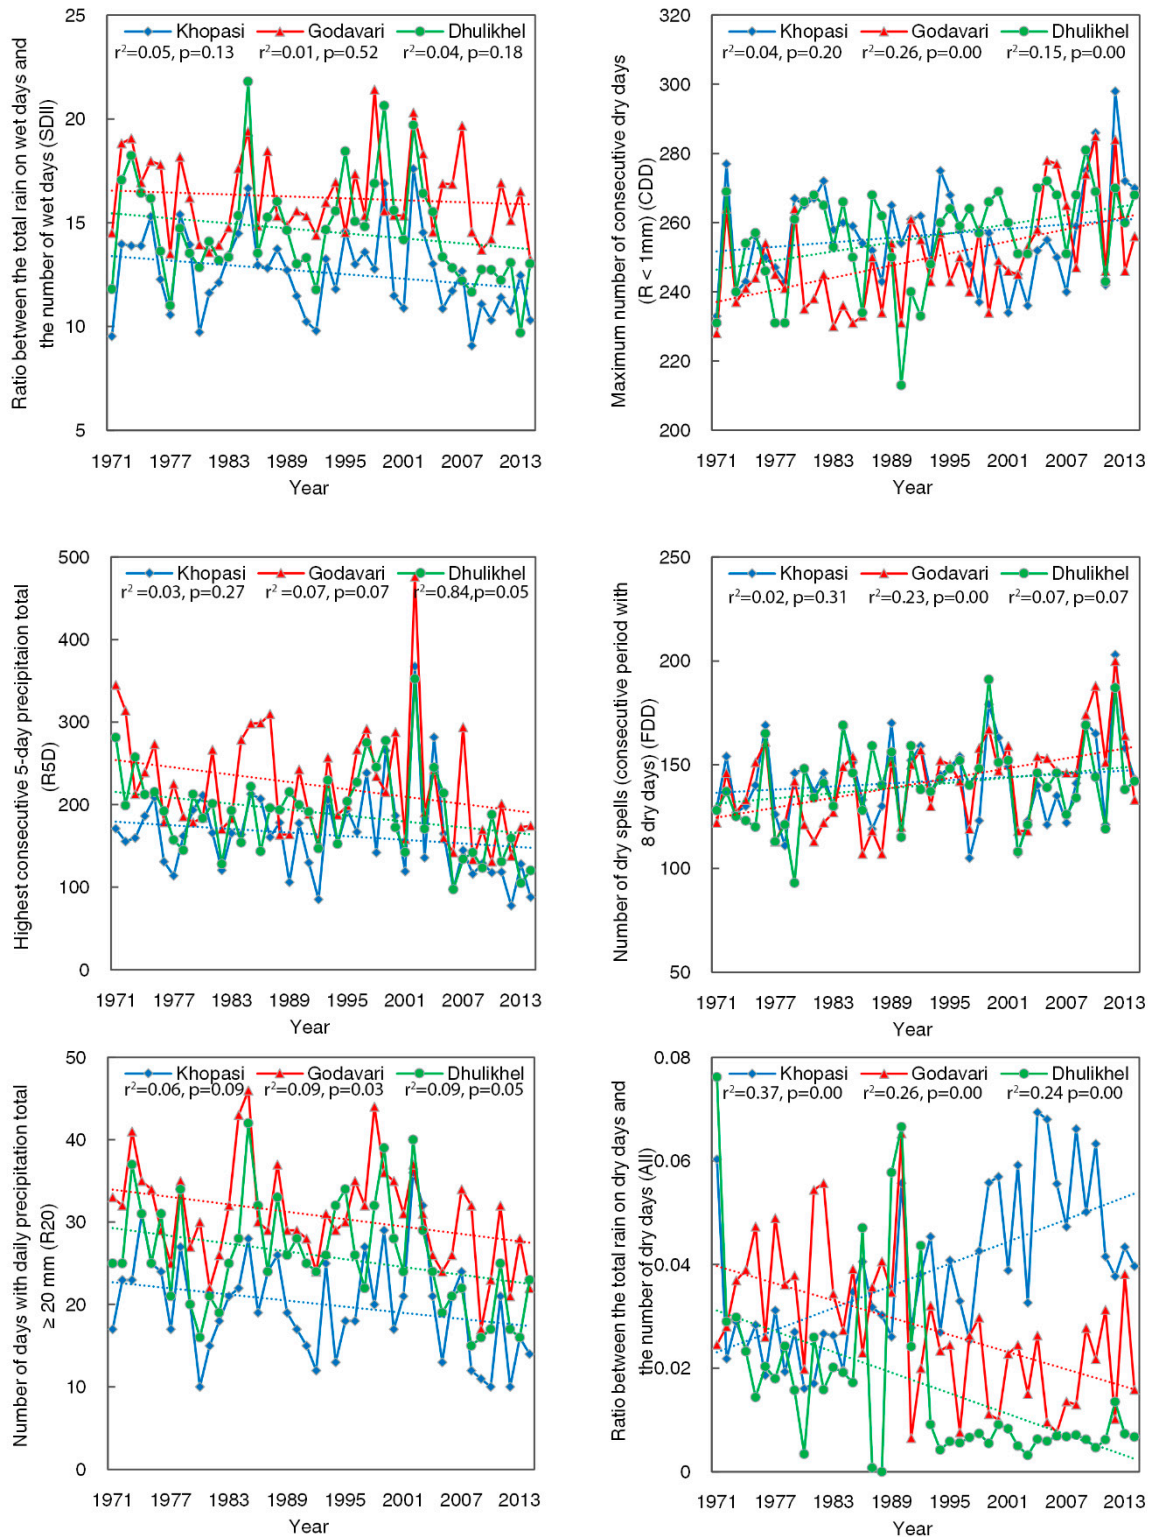 Khopasi Godavari Dhulikhel
r²=0.05, p=0.13 r²=0.01, p=0.52 r²=0.04, p=0.18
Ratio between the total rain on wet days and
the number of wet days (SDII)
25
20
15
10
5
1971 1977 1983 1989 1995 2001 2007 2013
Year
Khopasi Godavari Dhulikhel
r²=0.04, p=0.20 r²=0.26, p=0.00 r²=0.15, p=0.00
Maximum number of consecutive dry days
(R < 1mm) (CDD)
320
300
280
260
240
220
200
1971 1977 1983 1989 1995 2001 2007 2013
Year
Khopasi Godavari Dhulikhel
r² =0.03, p=0.27 r² =0.07, p=0.07 r²=0.84,p=0.05
Highest consecutive 5-day precipitaion total
(R5D)
500
400
300
200
100
0
1971 1977 1983 1989 1995 2001 2007 2013
Year
Khopasi Godavari Dhulikhel
r²=0.02, p=0.31 r²=0.23, p=0.00 r²=0.07, p=0.07
Number of dry spells (consecutive period with
8 dry days) (FDD)
250
200
150
100
50
1971 1977 1983 1989 1995 2001 2007 2013
Year
Khopasi Godavari Dhulikhel
r²=0.06, p=0.09 r²=0.09, p=0.03 r²=0.09, p=0.05
Number of days with daily precipitation total
≥ 20 mm (R20)
50
40
30
20
10
0
1971 1977 1983 1989 1995 2001 2007 2013
Year
Khopasi Godavari Dhulikhel
r²=0.37, p=0.00 r²=0.26, p=0.00 r²=0.24 p=0.00
Ratio between the total rain on dry days and
the number of dry days (AII)
0.08
0.06
0.04
0.02
0
1971 1977 1983 1989 1995 2001 2007 2013
Year